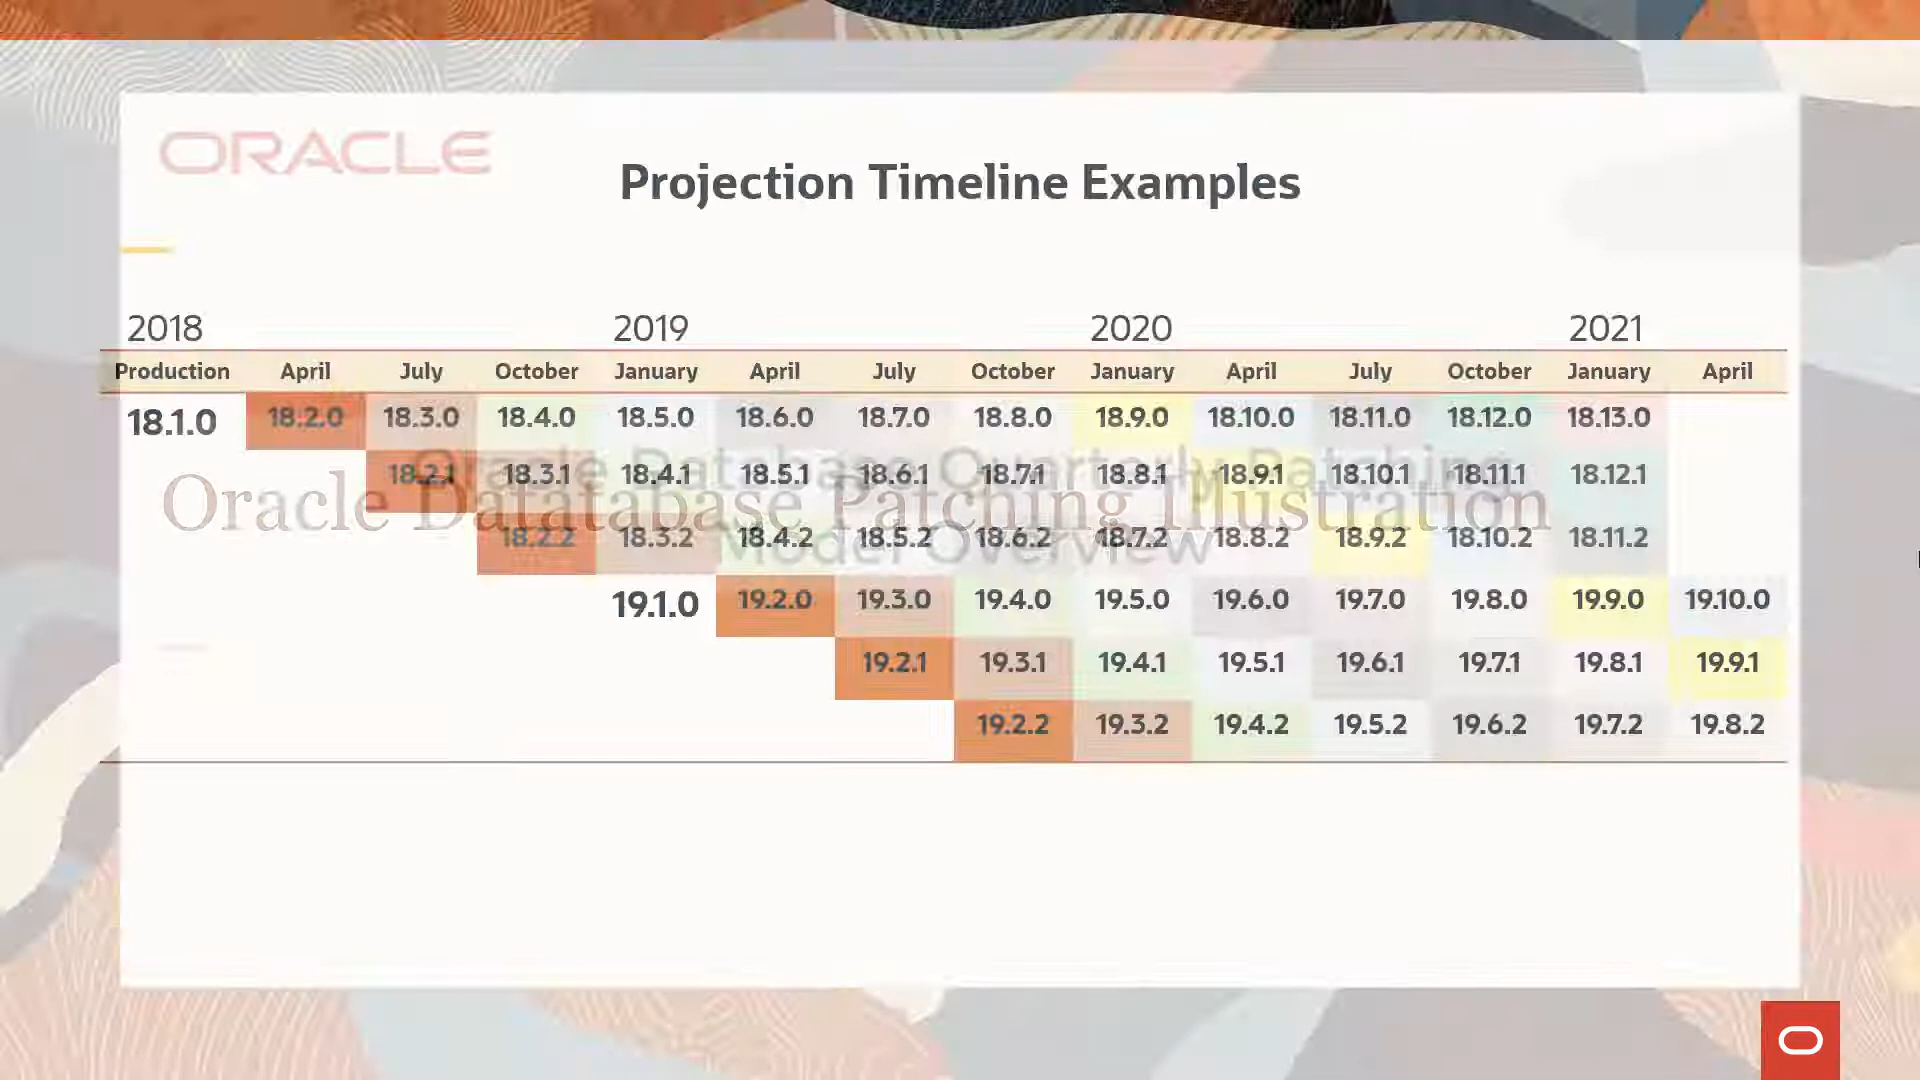 ORACLE
Projection Timeline Examples
2018 2019 2020 2021
Production April July October January April July October January April July October January April
18.1.0 18.2.0 18.3.0 18.4.0 18.5.0 18.6.0 18.7.0 18.8.0 18.9.0 18.10.0 18.11.0 18.12.0 18.13.0
18.2.1 18.3.1 18.4.1 18.5.1 18.6.1 18.7.1 18.8.1 18.9.1 18.10.1 18.11.1 18.12.1
Oracle Database Quarterly Patching
Oracle Datatabase Patching Illustration
18.2.2 18.3.2 18.4.2 18.5.2 18.6.2 18.7.2 18.8.2 18.9.2 18.10.2 18.11.2
Model Overview
19.1.0 19.2.0 19.3.0 19.4.0 19.5.0 19.6.0 19.7.0 19.8.0 19.9.0 19.10.0
19.2.1 19.3.1 19.4.1 19.5.1 19.6.1 19.7.1 19.8.1 19.9.1
19.2.2 19.3.2 19.4.2 19.5.2 19.6.2 19.7.2 19.8.2